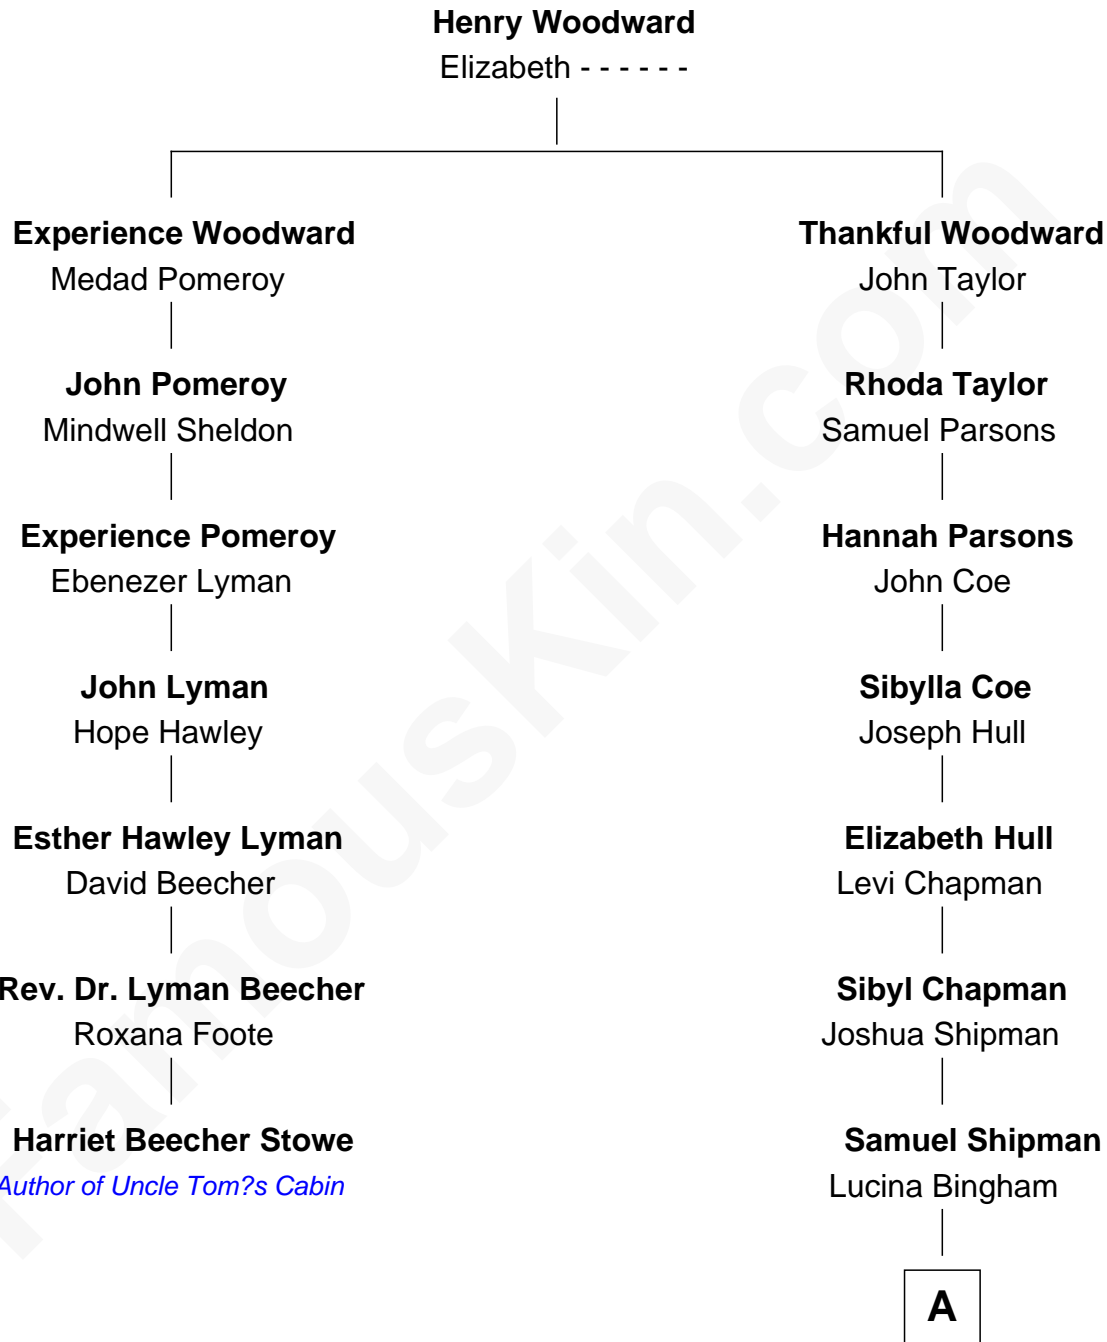 Henry Woodward
Elizabeth - - - - - -
Experience Woodward
Medad Pomeroy
Thankful Woodward
John Taylor
John Pomeroy
Mindwell Sheldon
Rhoda Taylor
Samuel Parsons
Experience Pomeroy
Ebenezer Lyman
Hannah Parsons
John Coe
John Lyman
Hope Hawley
Sibylla Coe
Joseph Hull
Esther Hawley Lyman
David Beecher
Elizabeth Hull
Levi Chapman
Rev. Dr. Lyman Beecher
Roxana Foote
Sibyl Chapman
Joshua Shipman
Harriet Beecher Stowe
Author of Uncle Tom?s Cabin
Samuel Shipman
Lucina Bingham
A
FamousKin.com